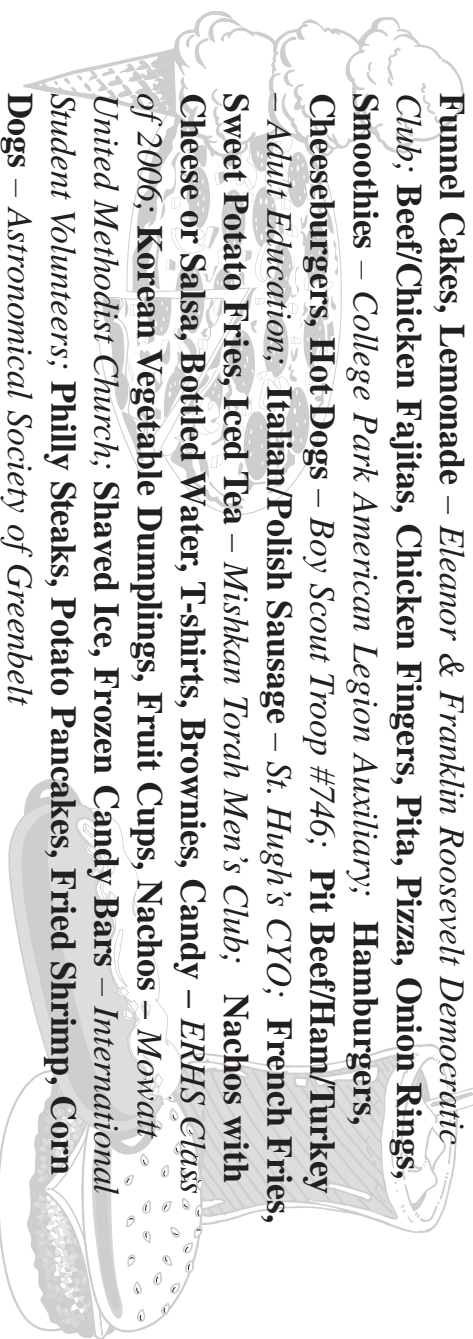 Funnel Cakes, Lemonade – Eleanor & Franklin Roosevelt Democratic
Club; Beef/Chicken Fajitas, Chicken Fingers, Pita, Pizza, Onion Rings,
Smoothies – College Park American Legion Auxiliary; Hamburgers,
Cheeseburgers, Hot Dogs – Boy Scout Troop #746; Pit Beef/Ham/Turkey
– Adult Education; Italian/Polish Sausage – St. Hugh's CYO; French Fries,
Sweet Potato Fries, Iced Tea – Mishkan Torah Men's Club; Nachos with
Cheese or Salsa, Bottled Water, T-shirts, Brownies, Candy – ERHS Class
of 2006; Korean Vegetable Dumplings, Fruit Cups, Nachos – Mowatt
United Methodist Church; Shaved Ice, Frozen Candy Bars – International
Student Volunteers; Philly Steaks, Potato Pancakes, Fried Shrimp, Corn
Dogs – Astronomical Society of Greenbelt